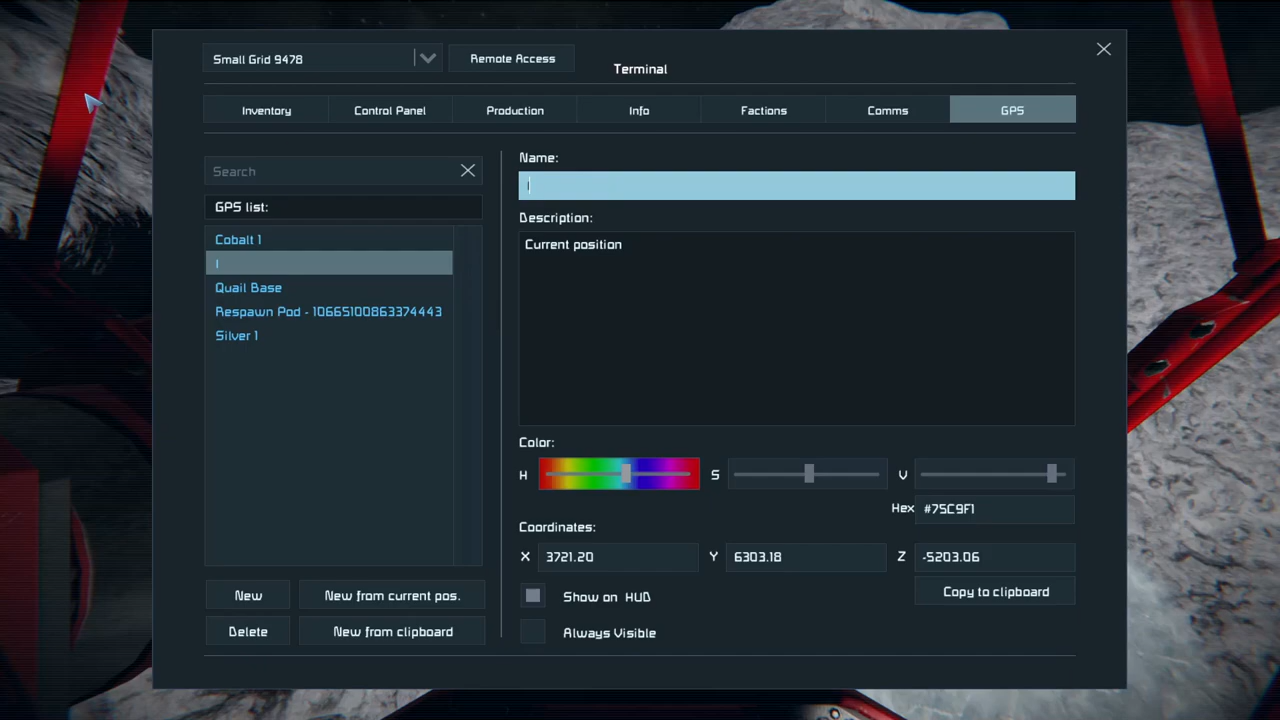 Small Grid 9478
Remote Access
Terminal
Inventory
Control Panel
Production
Info
Factions
Comms
GPS
Search
GPS list:
Cobalt 1
I
Quail Base
Respawn Pod - 10665100863374443
Silver 1
New
New from current pos.
Delete
New from clipboard
Name:
I
Description:
Current position
Color:
H
S
V
Hex #75C9F1
Coordinates:
X 3721.20 Y 6303.18 Z -5203.06
Copy to clipboard
Show on HUD
Always Visible